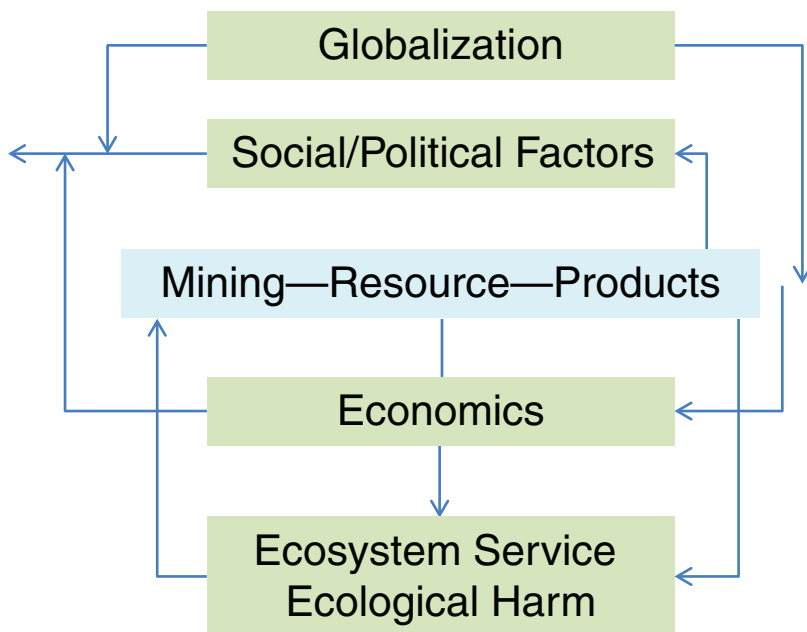 Globalization
Social/Political Factors
Mining—Resource—Products
Economics
Ecosystem Service
Ecological Harm